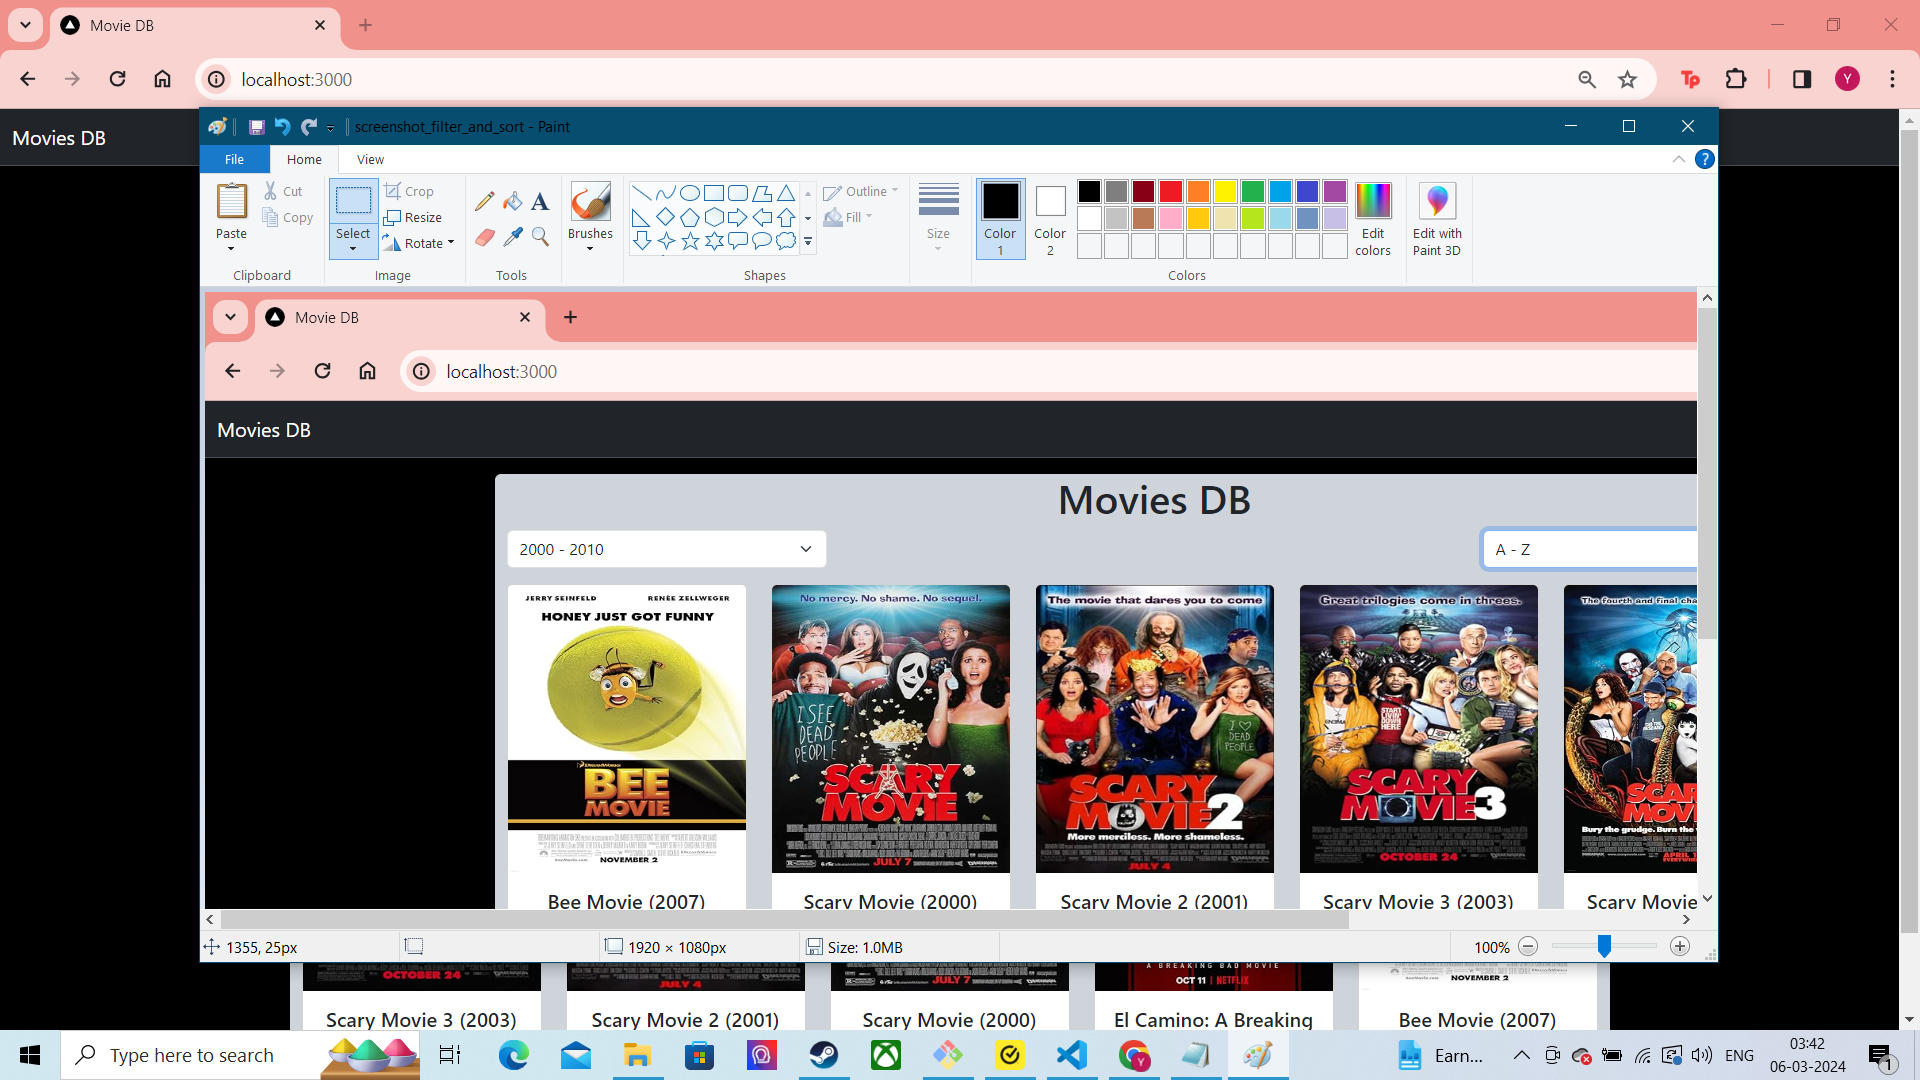 Movie DB
localhost:3000
Tp
Y
Movies DB
screenshot_filter_and_sort - Paint
File
Home
View
Paste
Cut
Copy
Clipboard
Select
Crop
Resize
Rotate
Image
A
Tools
Brushes
Shapes
Outline
Fill
Size
Color 1
Color 2
Colors
Edit colors
Edit with Paint 3D
?
Movie DB
localhost:3000
Movies DB
Movies DB
2000 - 2010
A - Z
JERRY SEINFELD
RENÉE ZELLWEGER
HONEY JUST GOT FUNNY
BEE
MOVIE
NOVEMBER 2
Bee Movie (2007)
No mercy. No shame. No sequel.
I SEE
DEAD
PEOPLE
SCARY
MOVIE
JULY 7
Scary Movie (2000)
The movie that dares you to come
I ♡
DEAD
PEOPLE
SCARY
MOVIE 2
More merciless. More shameless.
JULY 4
Scary Movie 2 (2001)
Great trilogies come in threes.
SCARY
MOVIE 3
OCTOBER 24
Scary Movie 3 (2003)
The fourth and final cha
SCAR
MOV
Bury the grudge. Burn the
APRIL 1
Scary Movie
1355, 25px
1920 × 1080px
Size: 1.0MB
100%
OCTOBER 24
Scary Movie 3 (2003)
JULY 4
Scary Movie 2 (2001)
JULY 7
Scary Movie (2000)
A BREAKING BAD MOVIE
OCT 11 | NETFLIX
El Camino: A Breaking
NOVEMBER 2
Bee Movie (2007)
Type here to search
Earn...
ENG
03:42
06-03-2024
1